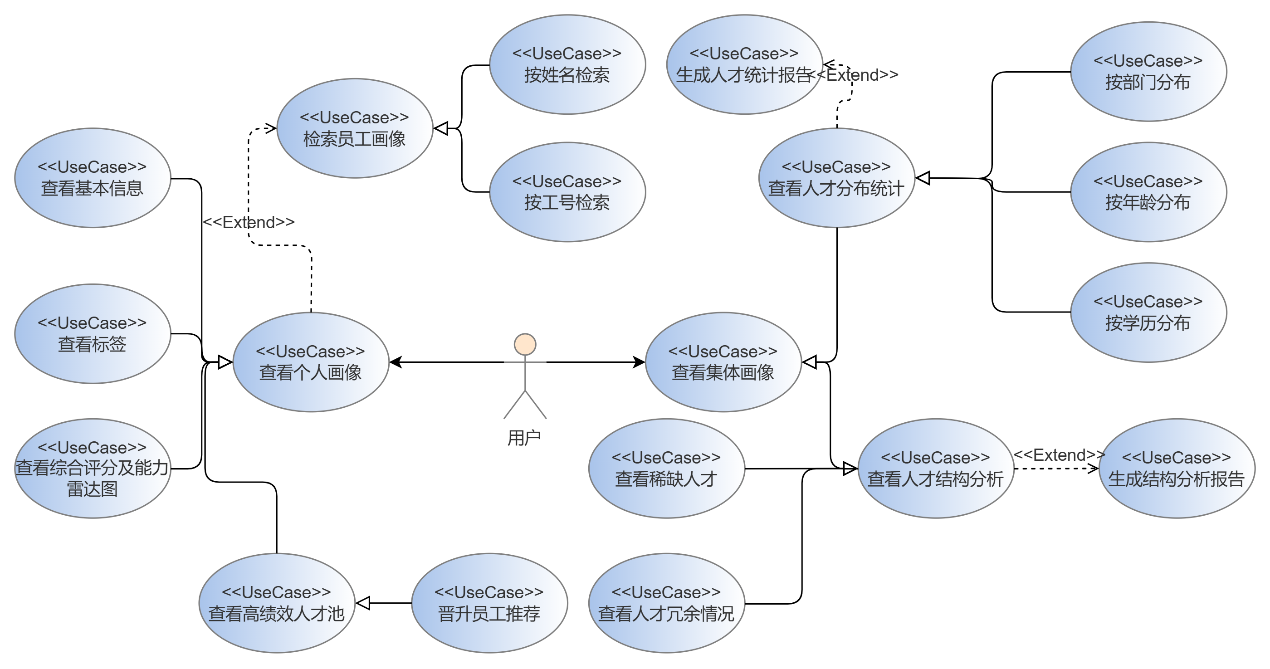 <<UseCase>>
按姓名检索
<<UseCase>>
生成人才统计报告
<<Extend>>
<<UseCase>>
按部门分布
<<UseCase>>
检索员工画像
<<UseCase>>
查看基本信息
<<UseCase>>
按工号检索
<<UseCase>>
查看人才分布统计
<<UseCase>>
按年龄分布
<<Extend>>
<<UseCase>>
查看标签
<<UseCase>>
按学历分布
<<UseCase>>
查看个人画像
<<UseCase>>
查看集体画像
用户
<<UseCase>>
查看综合评分及能力
雷达图
<<UseCase>>
查看稀缺人才
<<UseCase>>
查看人才结构分析
<<Extend>>
<<UseCase>>
生成结构分析报告
<<UseCase>>
查看高绩效人才池
<<UseCase>>
晋升员工推荐
<<UseCase>>
查看人才冗余情况